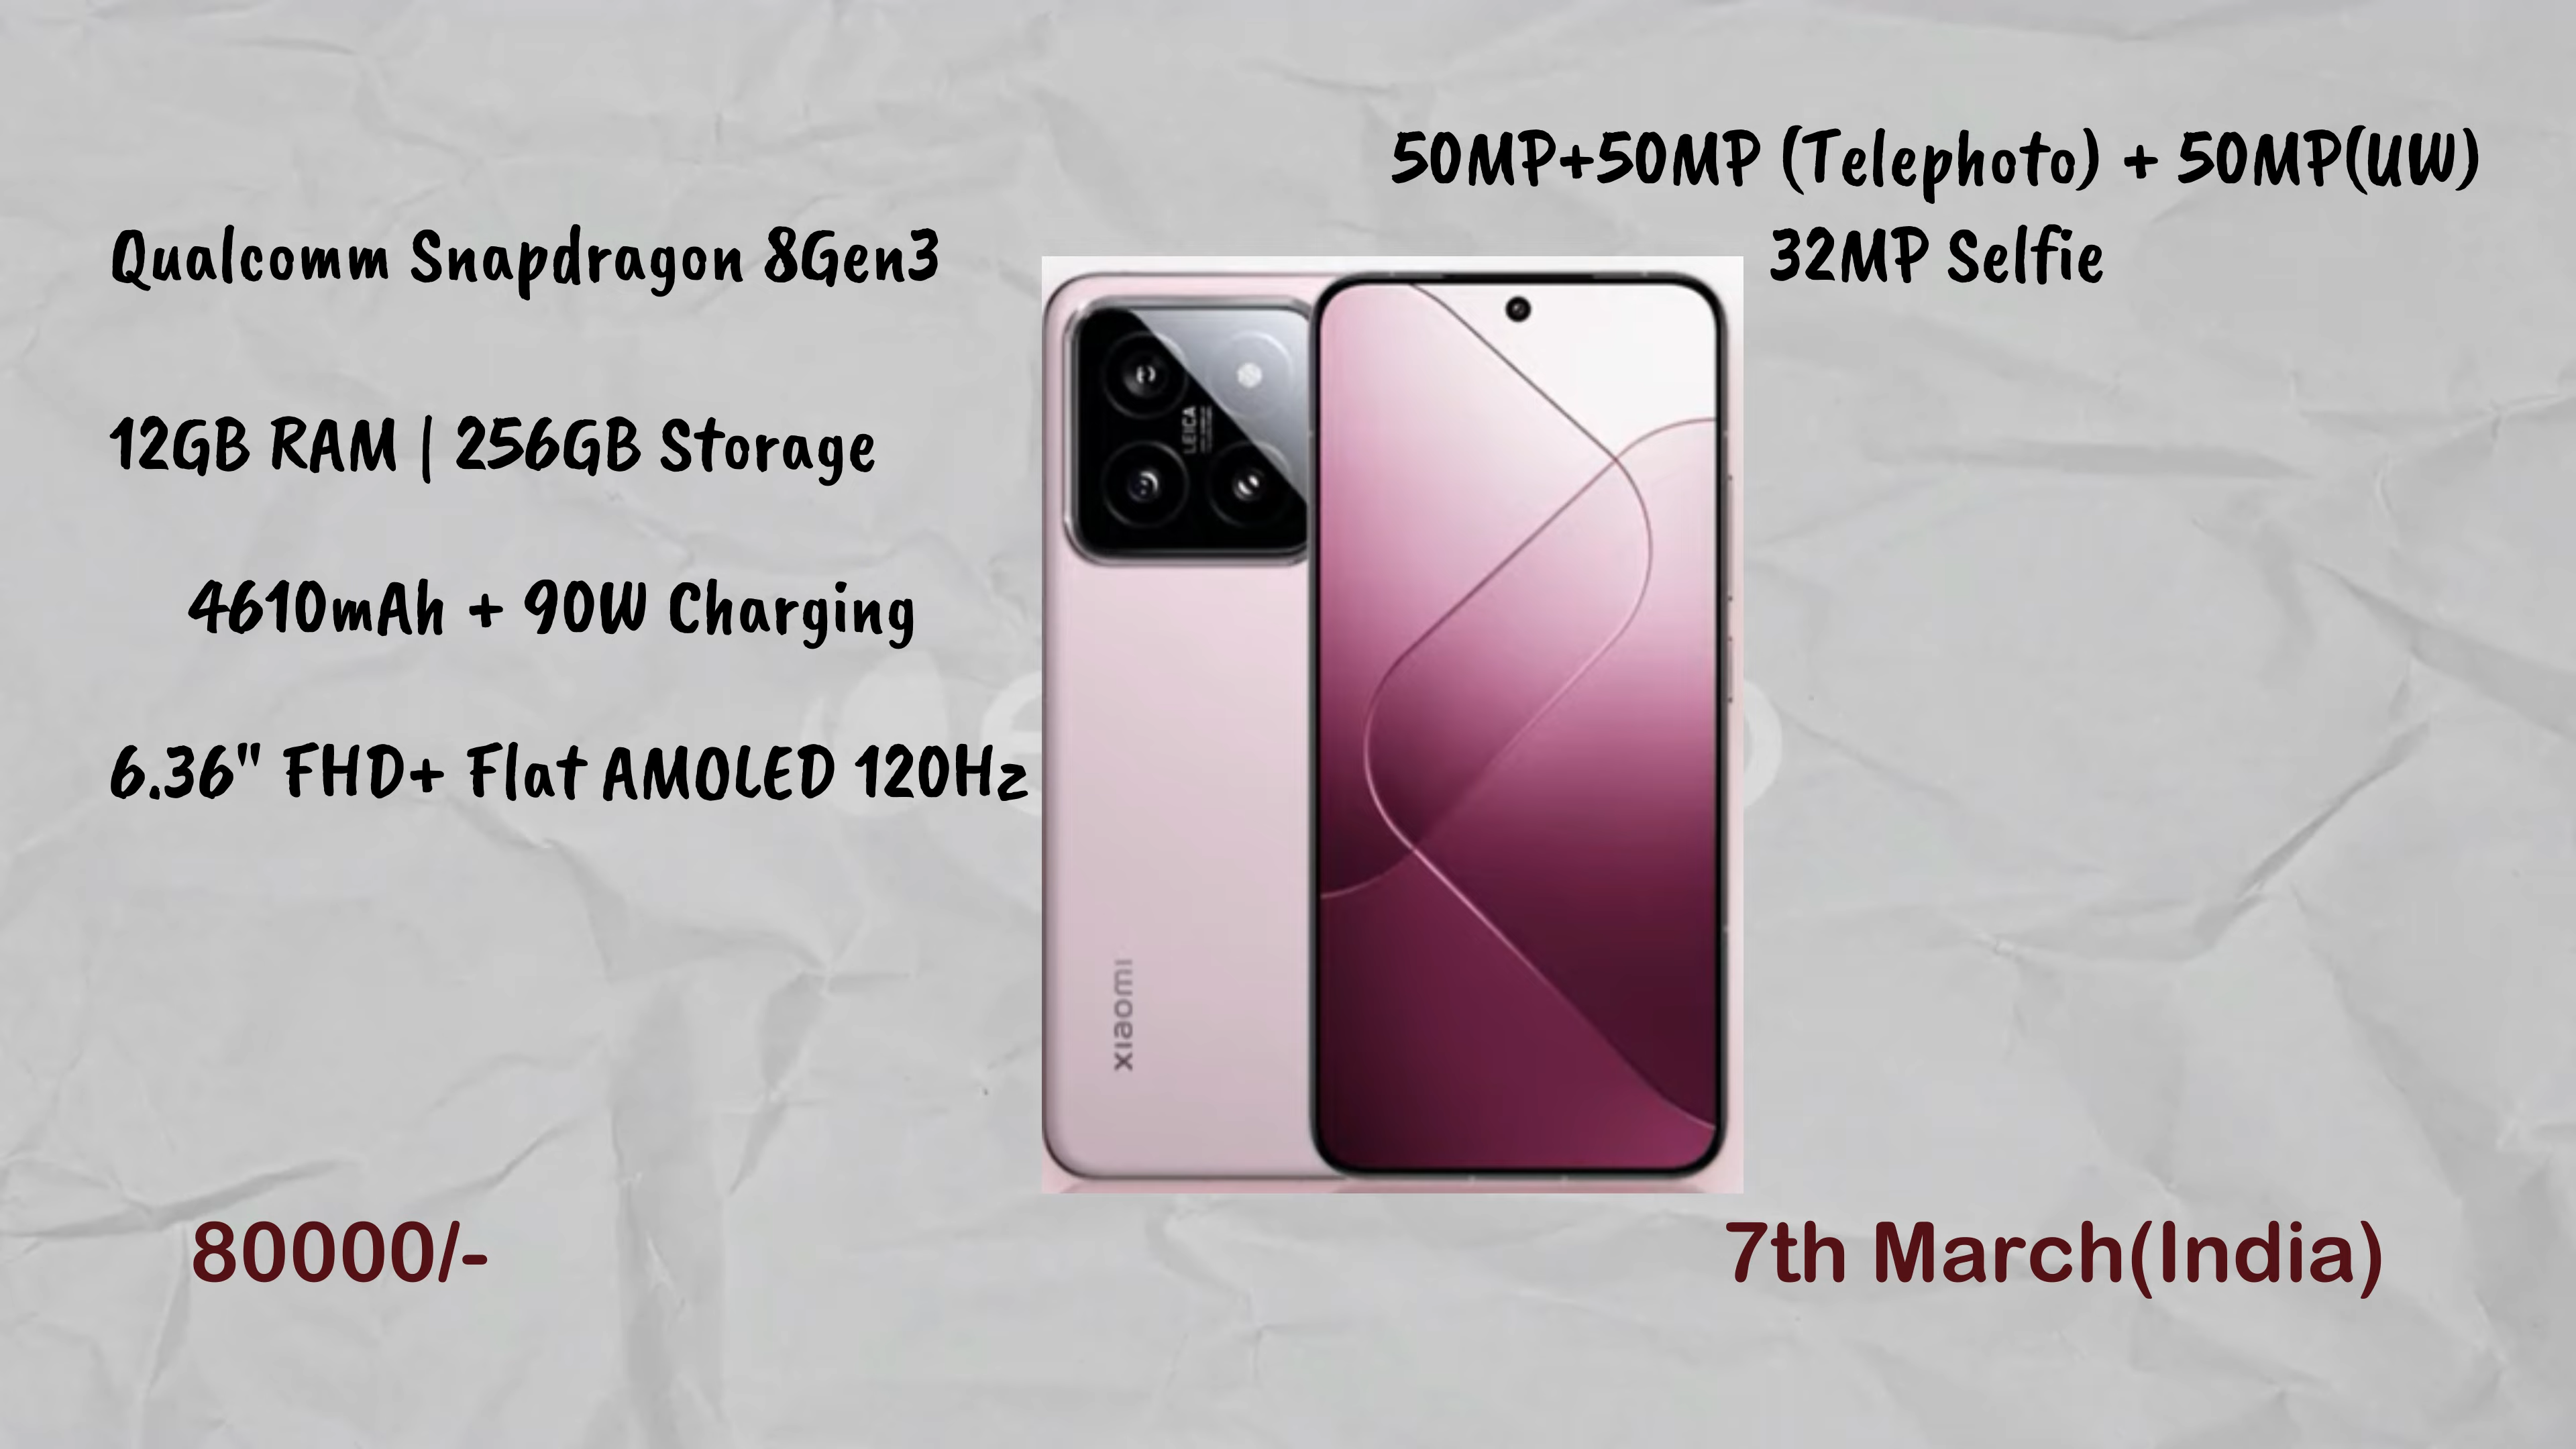 50MP+50MP (Telephoto) + 50MP(UW)
32MP Selfie
Qualcomm Snapdragon 8Gen3
12GB RAM | 256GB Storage
4610mAh + 90W Charging
6.36" FHD+ Flat AMOLED 120Hz
LEICA
xiaomi
80000/-
7th March(India)